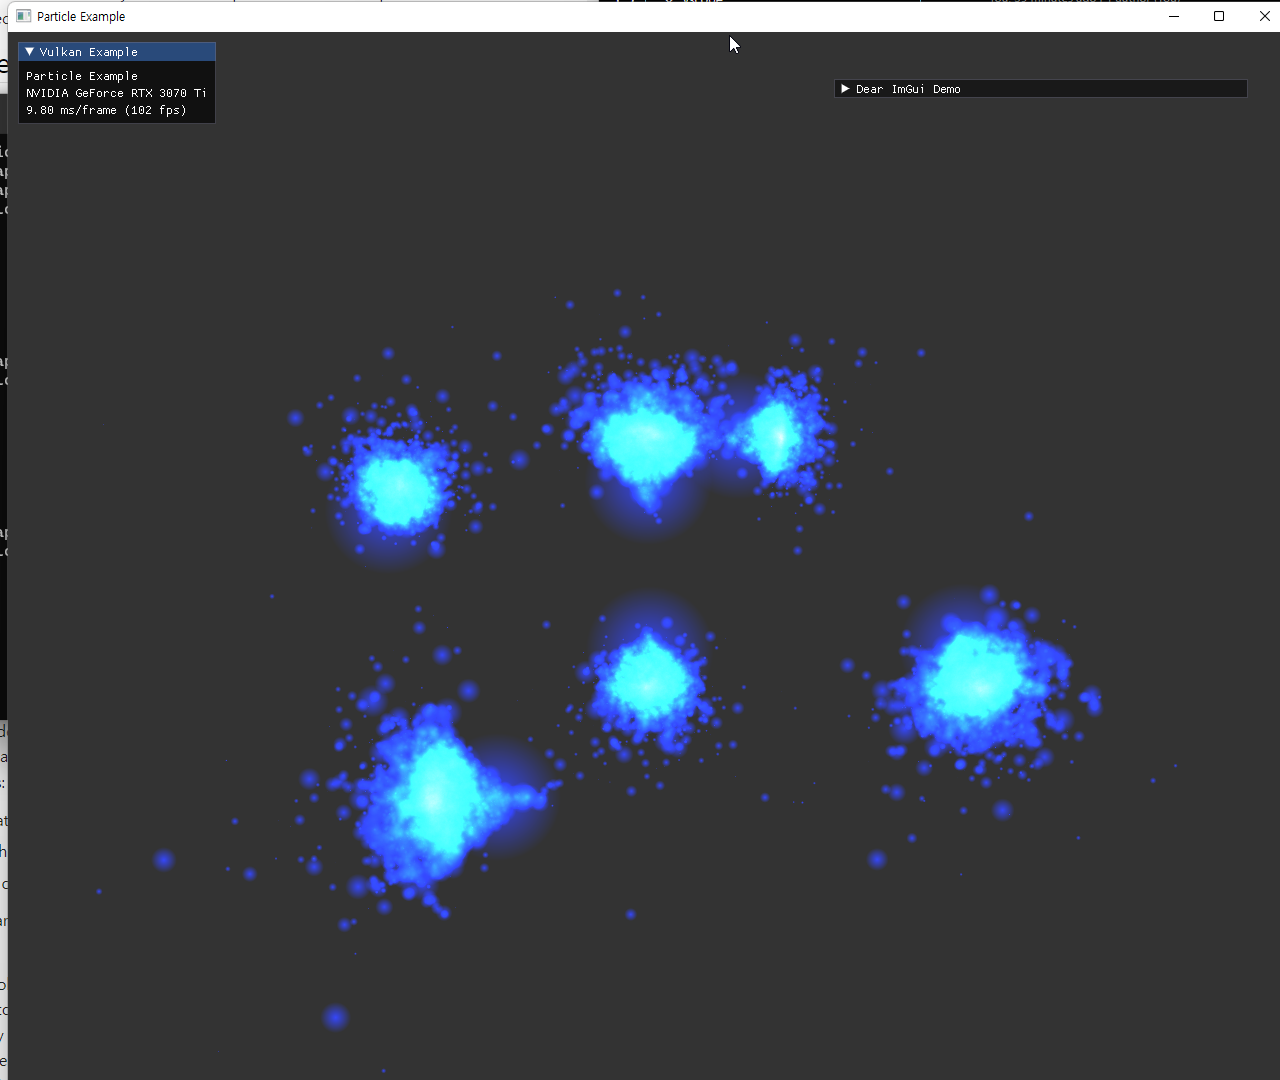 Particle Example
Vulkan Example
Particle Example
NVIDIA GeForce RTX 3070 Ti
9.80 ms/frame (102 fps)
Dear ImGui Demo